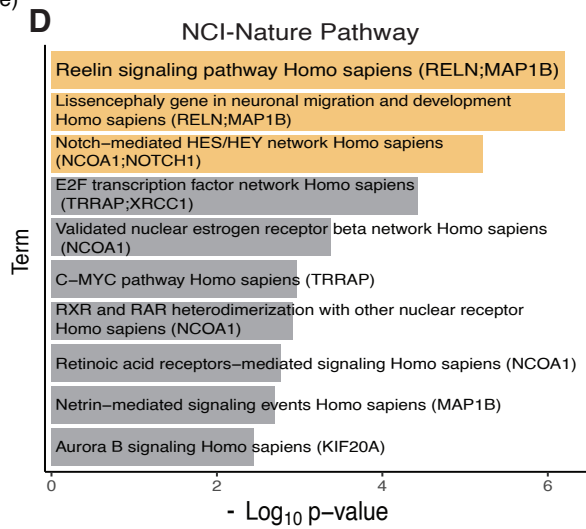 e)
D
NCI-Nature Pathway
Reelin signaling pathway Homo sapiens (RELN;MAP1B)
Lissencephaly gene in neuronal migration and development
Homo sapiens (RELN;MAP1B)
Notch−mediated HES/HEY network Homo sapiens
(NCOA1;NOTCH1)
E2F transcription factor network Homo sapiens
(TRRAP;XRCC1)
Validated nuclear estrogen receptor beta network Homo sapiens
(NCOA1)
C−MYC pathway Homo sapiens (TRRAP)
RXR and RAR heterodimerization with other nuclear receptor
Homo sapiens (NCOA1)
Retinoic acid receptors−mediated signaling Homo sapiens (NCOA1)
Netrin−mediated signaling events Homo sapiens (MAP1B)
Aurora B signaling Homo sapiens (KIF20A)
Term
0 2 4 6
- Log10 p−value